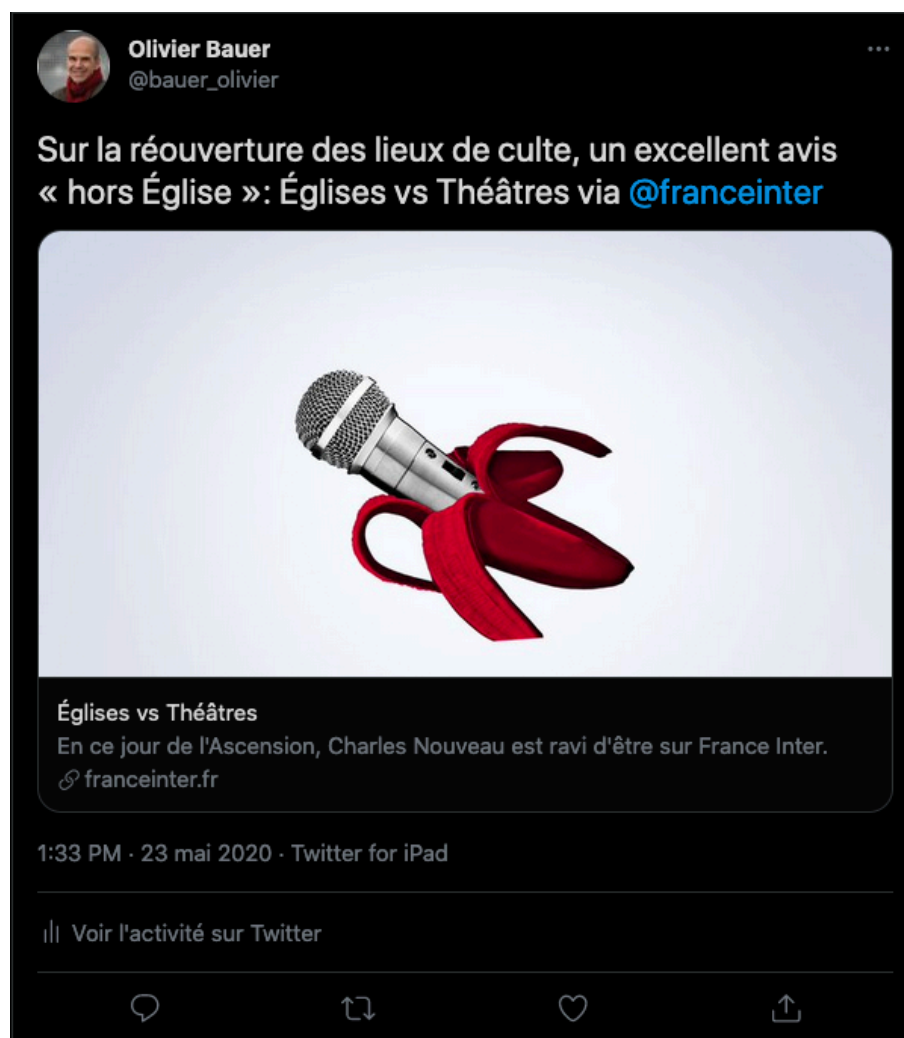 Olivier Bauer
@bauer_olivier
Sur la réouverture des lieux de culte, un excellent avis
« hors Église »: Églises vs Théâtres via @franceinter
Églises vs Théâtres
En ce jour de l'Ascension, Charles Nouveau est ravi d'être sur France Inter.
franceinter.fr
1:33 PM · 23 mai 2020 · Twitter for iPad
Voir l'activité sur Twitter